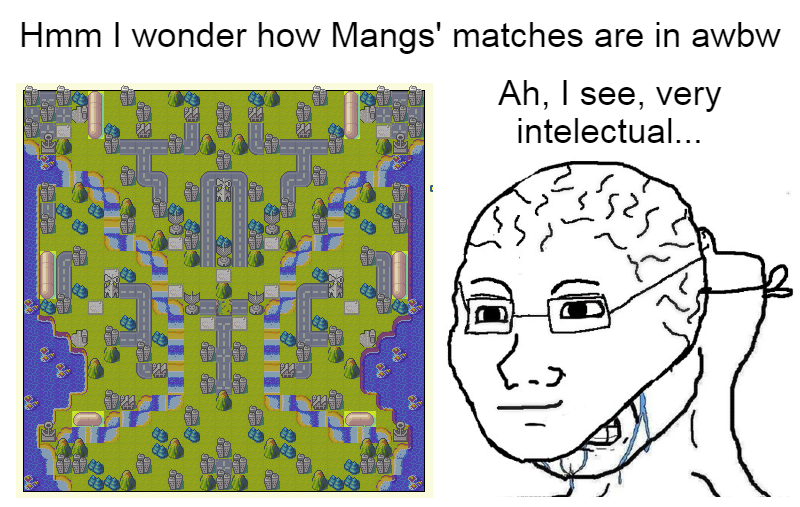 Hmm I wonder how Mangs' matches are in awbw
Ah, I see, very
intelectual...